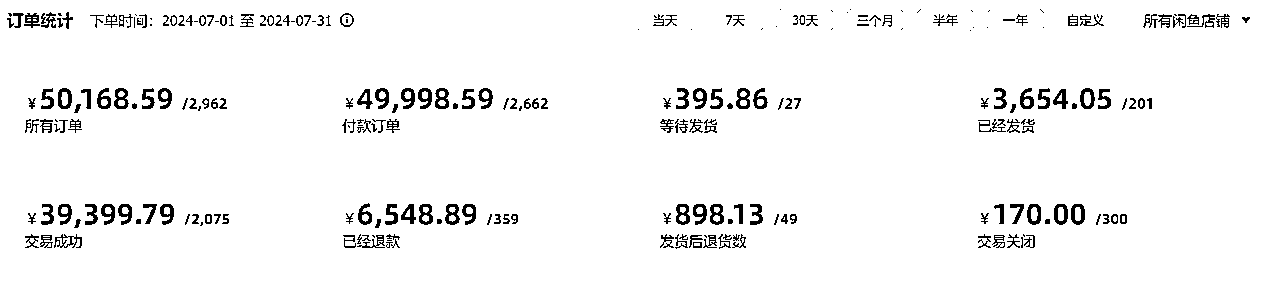 订单统计 下单时间: 2024-07-01 至 2024-07-31 当天 7天 30天 三个月 半年 一年 自定义 所有闲鱼店铺
¥50,168.59 /2,962 ¥49,998.59 /2,662 ¥395.86 /27 ¥3,654.05 /201
所有订单 付款订单 等待发货 已经发货
¥39,399.79 /2,075 ¥6,548.89 /359 ¥898.13 /49 ¥170.00 /300
交易成功 已经退款 发货后退货数 交易关闭